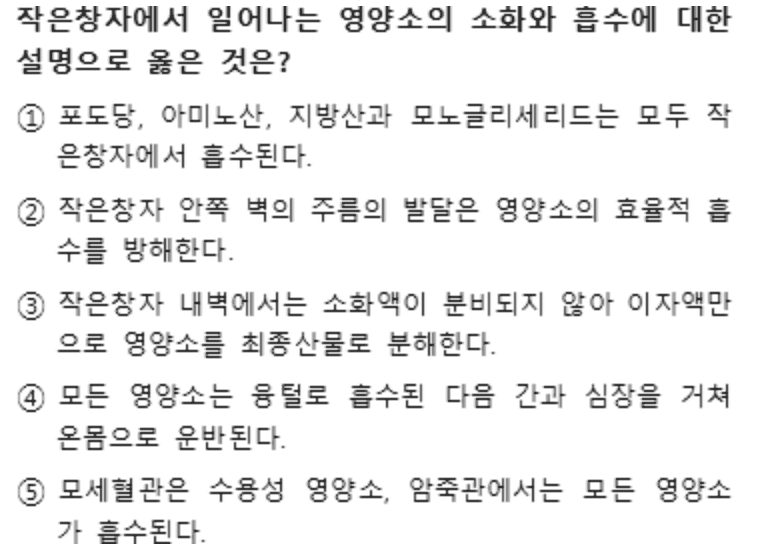 작은창자에서 일어나는 영양소의 소화와 흡수에 대한
설명으로 옳은 것은?
① 포도당, 아미노산, 지방산과 모노글리세리드는 모두 작
은창자에서 흡수된다.
② 작은창자 안쪽 벽의 주름의 발달은 영양소의 효율적 흡
수를 방해한다.
③ 작은창자 내벽에서는 소화액이 분비되지 않아 이자액만
으로 영양소를 최종산물로 분해한다.
④ 모든 영양소는 융털로 흡수된 다음 간과 심장을 거쳐
온몸으로 운반된다.
⑤ 모세혈관은 수용성 영양소, 암죽관에서는 모든 영양소
가 흡수된다.